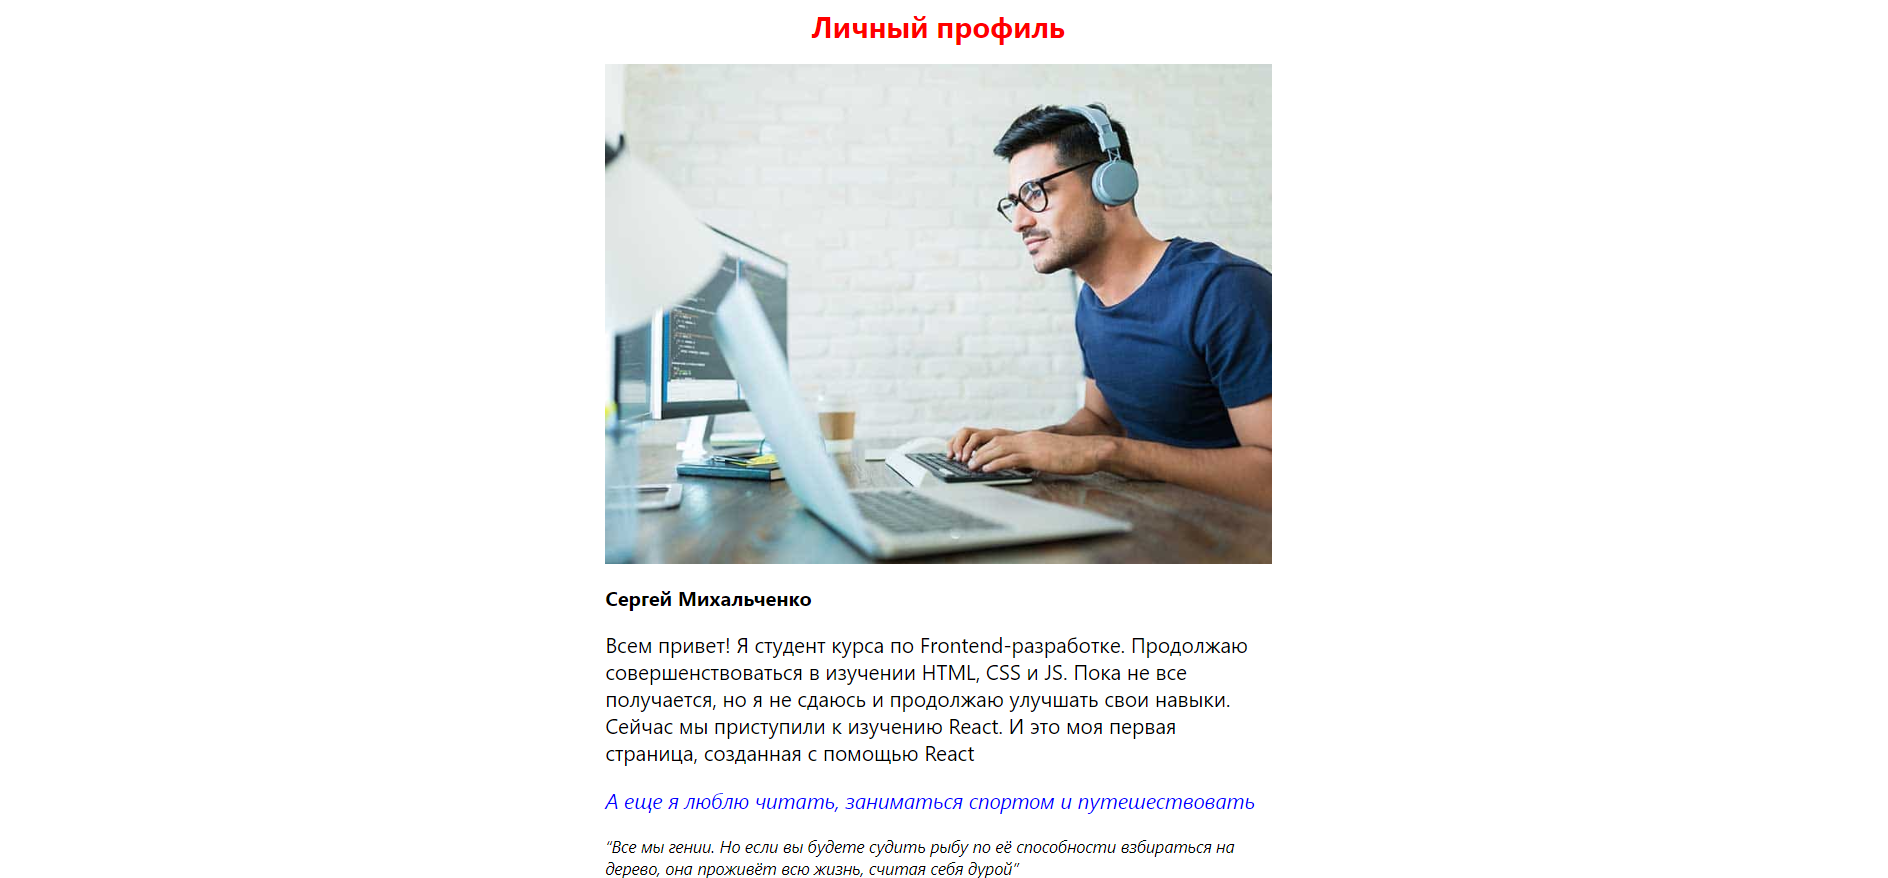 Личный профиль
Сергей Михальченко
Всем привет! Я студент курса по Frontend-разработке. Продолжаю
совершенствоваться в изучении HTML, CSS и JS. Пока не все
получается, но я не сдаюсь и продолжаю улучшать свои навыки.
Сейчас мы приступили к изучению React. И это моя первая
страница, созданная с помощью React
А еще я люблю читать, заниматься спортом и путешествовать
“Все мы гении. Но если вы будете судить рыбу по её способности взбираться на
дерево, она проживёт всю жизнь, считая себя дурой”